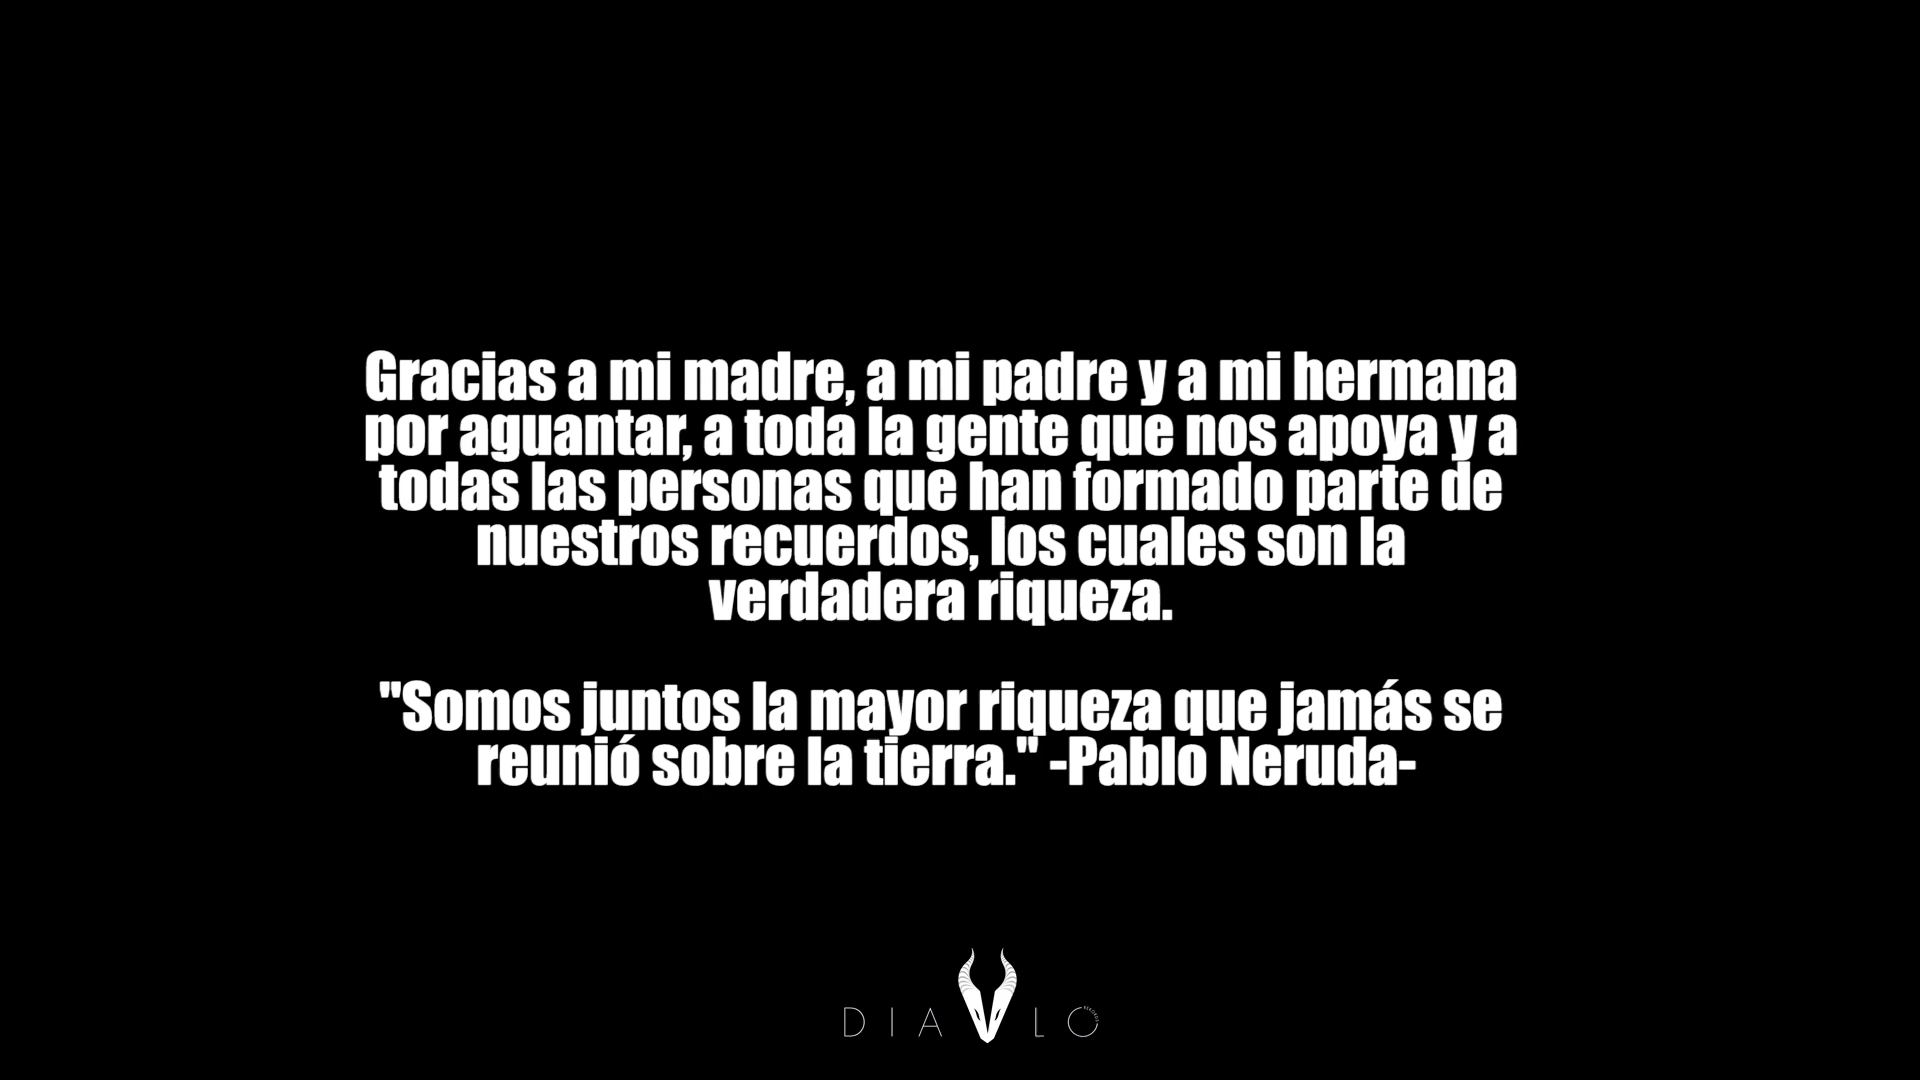 Gracias a mi madre, a mi padre y a mi hermana
por aguantar, a toda la gente que nos apoya y a
todas las personas que han formado parte de
nuestros recuerdos, los cuales son la
verdadera riqueza.
"Somos juntos la mayor riqueza que jamás se
reunió sobre la tierra." -Pablo Neruda-
DIAVLO